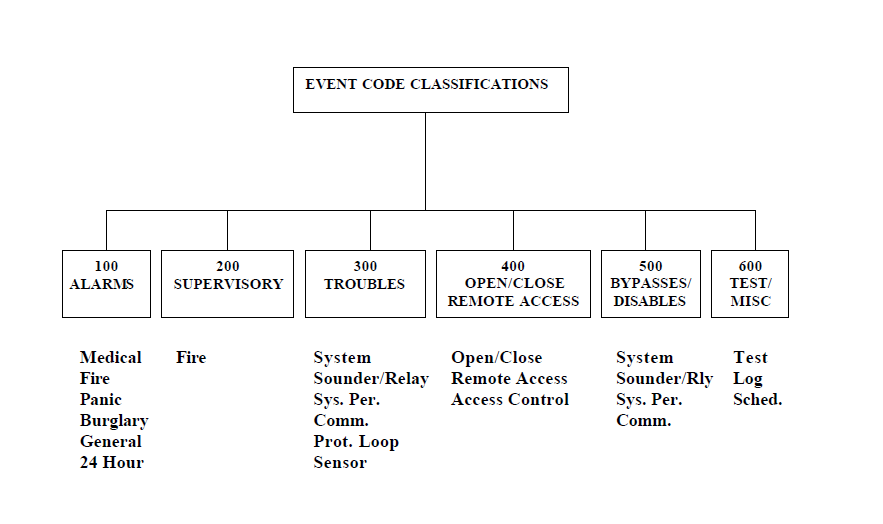 EVENT CODE CLASSIFICATIONS
100
ALARMS
200
SUPERVISORY
300
TROUBLES
400
OPEN/CLOSE
REMOTE ACCESS
500
BYPASSES/
DISABLES
600
TEST/
MISC
Medical
Fire
Panic
Burglary
General
24 Hour
Fire
System
Sounder/Relay
Sys. Per.
Comm.
Prot. Loop
Sensor
Open/Close
Remote Access
Access Control
System
Sounder/Rly
Sys. Per.
Comm.
Test
Log
Sched.